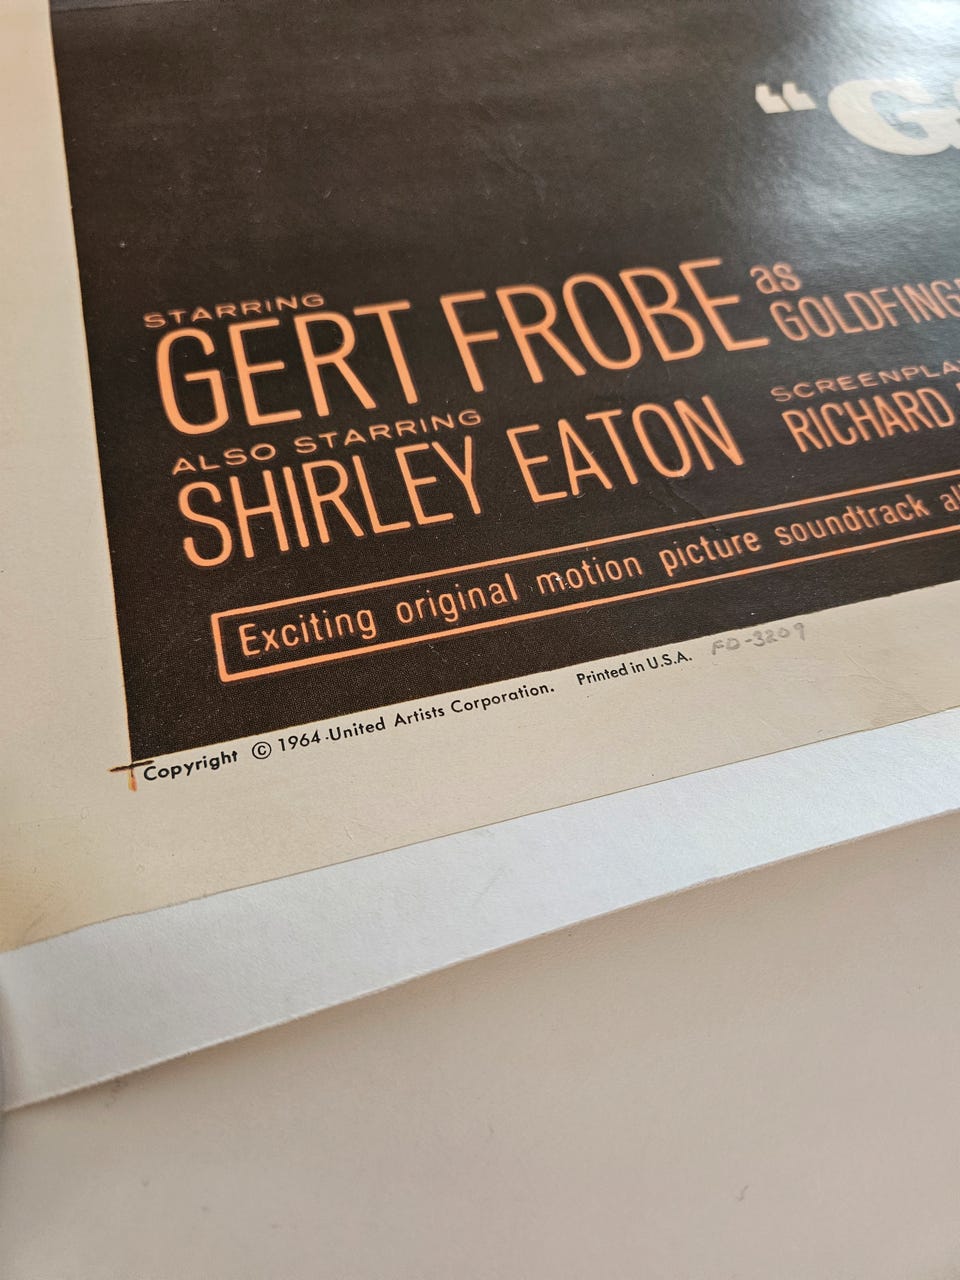 “G
STARRING
GERT FROBE as
GOLDFING
ALSO STARRING
SHIRLEY EATON
SCREENPLA
RICHARD
Exciting original motion picture soundtrack al
Copyright © 1964 United Artists Corporation. Printed in U.S.A. FD-3209